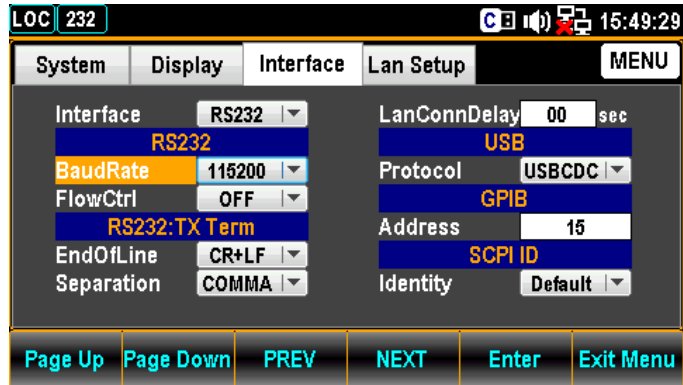 LOC 232 C 15:49:29
System Display Interface Lan Setup MENU
Interface RS232
RS232
BaudRate 115200
FlowCtrl OFF
RS232:TX Term
EndOfLine CR+LF
Separation COMMA
LanConnDelay 00 sec
USB
Protocol USBCDC
GPIB
Address 15
SCPI ID
Identity Default
Page Up Page Down PREV NEXT Enter Exit Menu